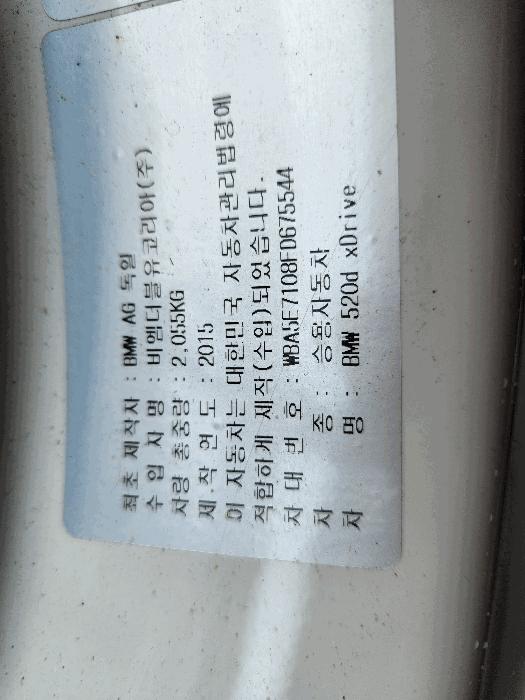 최초 제작자 : BMW AG 독일
수 입 자 명 : 비엠더블유코리아(주)
차량 총중량 : 2,055KG
제 작 연 도 : 2015
이 자동차는 대한민국 자동차관리법령에
적합하게 제작(수입)되었습니다.
차 대 번 호 : WBA5E7108FD675544
차 종 : 승용자동차
차 명 : BMW 520d xDrive